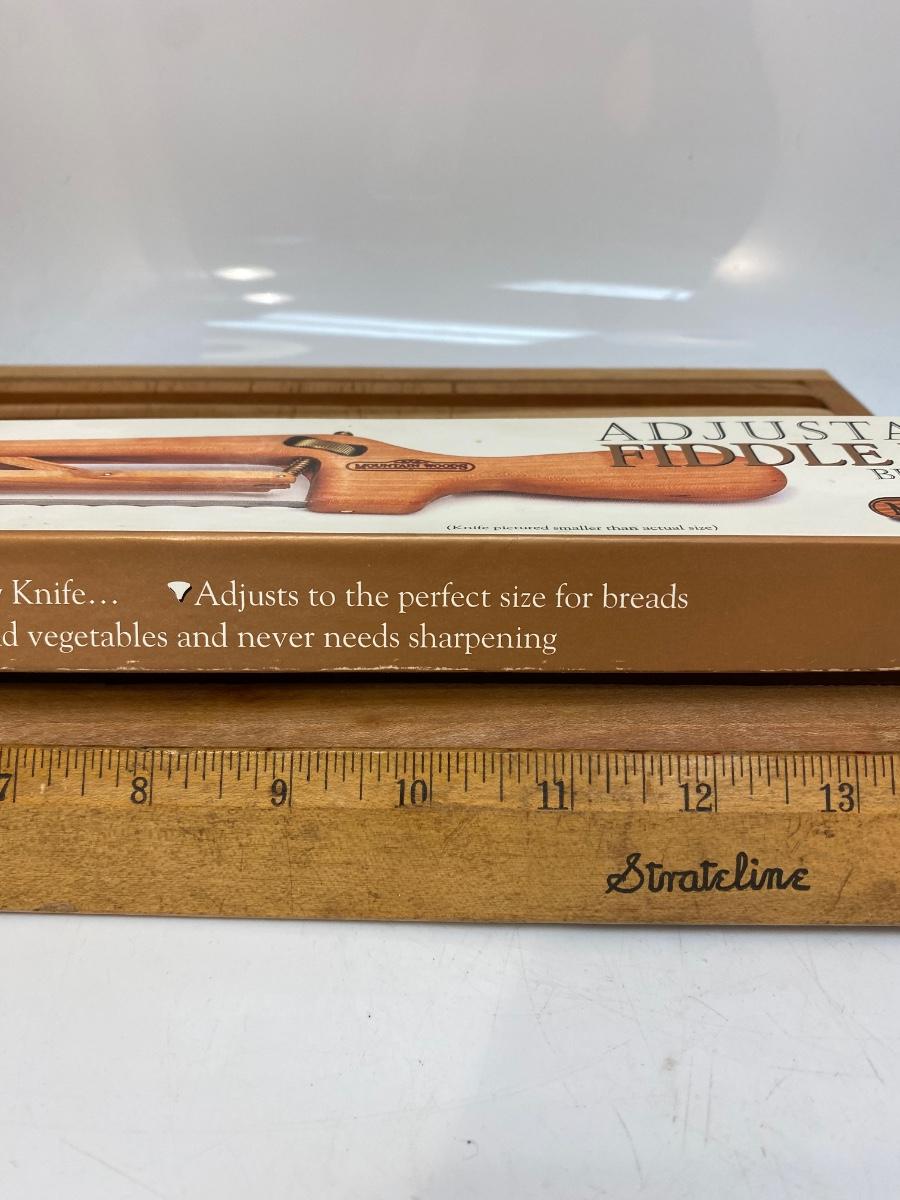 ADJUSTA
FIDDLE
MOUNTAIN WOODS
(Knife pictured smaller than actual size)
Knife... Adjusts to the perfect size for breads
vegetables and never needs sharpening
7 8 9 10 11 12 13
Strateline